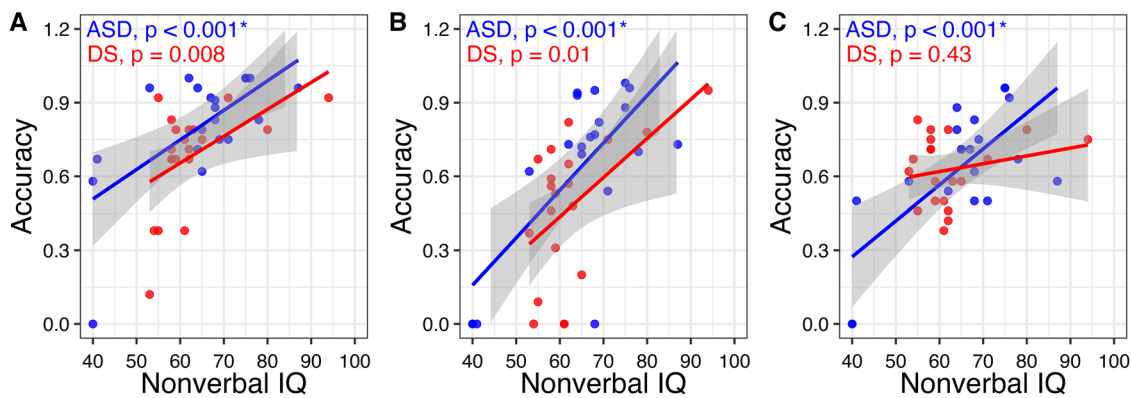 A
ASD, p < 0.001*
DS, p = 0.008
Accuracy
1.2
0.9
0.6
0.3
0.0
40 50 60 70 80 90 100
Nonverbal IQ
B
ASD, p < 0.001*
DS, p = 0.01
Accuracy
1.2
0.9
0.6
0.3
0.0
40 50 60 70 80 90 100
Nonverbal IQ
C
ASD, p < 0.001*
DS, p = 0.43
Accuracy
1.2
0.9
0.6
0.3
0.0
40 50 60 70 80 90 100
Nonverbal IQ